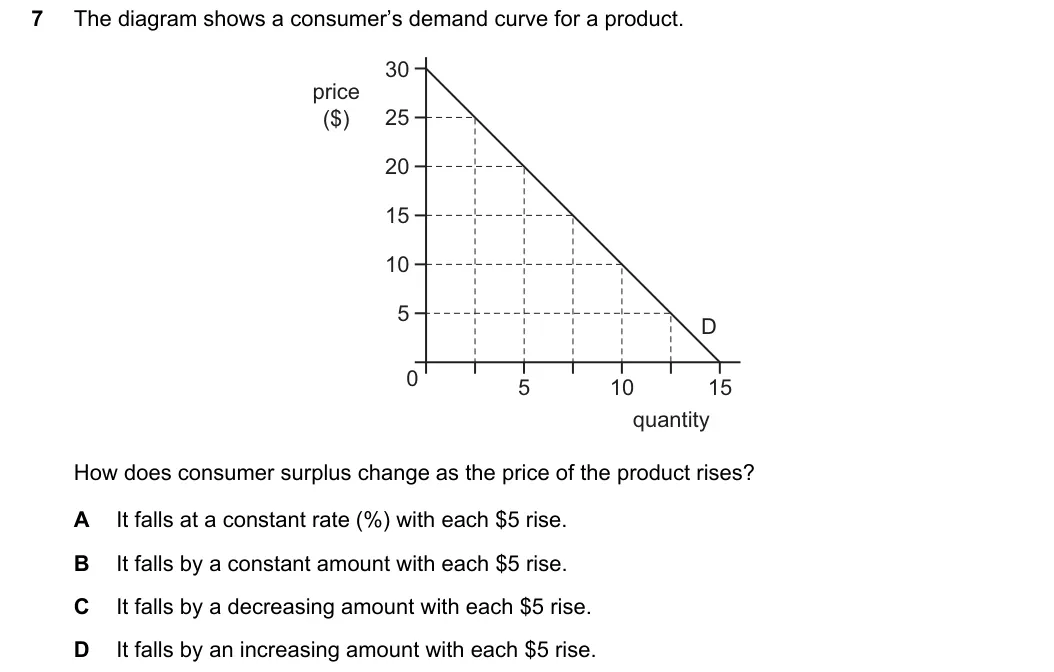 7 The diagram shows a consumer’s demand curve for a product.
30
price
($)
25
20
15
10
5
D
0
5 10 15
quantity
How does consumer surplus change as the price of the product rises?
A It falls at a constant rate (%) with each $5 rise.
B It falls by a constant amount with each $5 rise.
C It falls by a decreasing amount with each $5 rise.
D It falls by an increasing amount with each $5 rise.